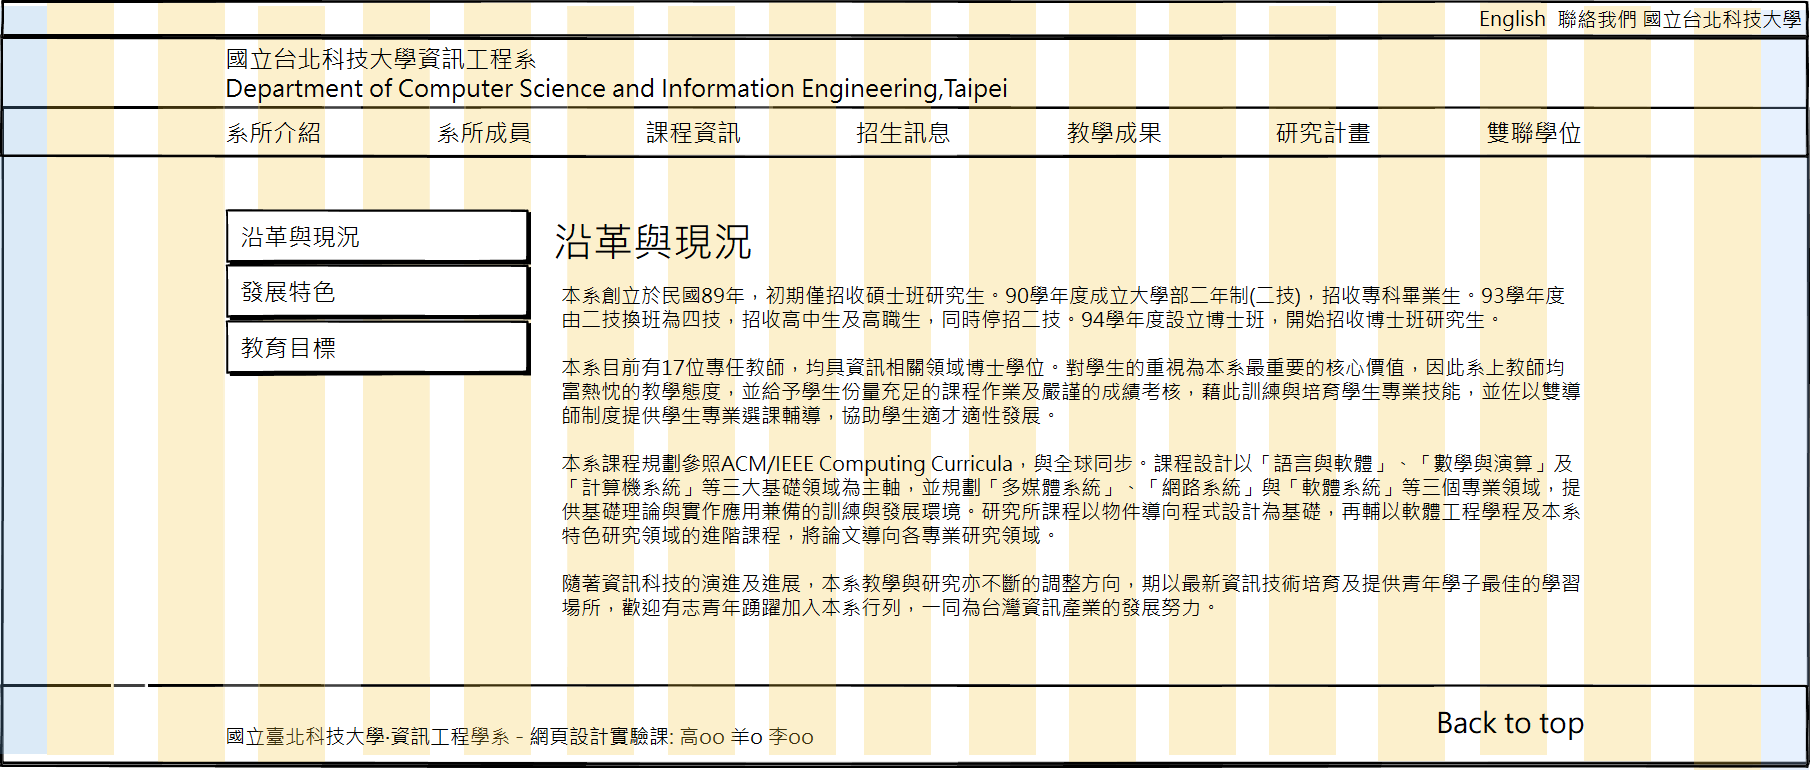 English 聯絡我們 國立台北科技大學
國立台北科技大學資訊工程系
Department of Computer Science and Information Engineering,Taipei
系所介紹 系所成員 課程資訊 招生訊息 教學成果 研究計畫 雙聯學位
沿革與現況
發展特色
教育目標
沿革與現況
本系創立於民國89年，初期僅招收碩士班研究生。90學年度成立大學部二年制(二技)，招收專科畢業生。93學年度
由二技換班為四技，招收高中生及高職生，同時停招二技。94學年度設立博士班，開始招收博士班研究生。
本系目前有17位專任教師，均具資訊相關領域博士學位。對學生的重視為本系最重要的核心價值，因此系上教師均
富熱忱的教學態度，並給予學生份量充足的課程作業及嚴謹的成績考核，藉此訓練與培育學生專業技能，並佐以雙導
師制度提供學生專業選課輔導，協助學生適才適性發展。
本系課程規劃參照ACM/IEEE Computing Curricula，與全球同步。課程設計以「語言與軟體」、「數學與演算」及
「計算機系統」等三大基礎領域為主軸，並規劃「多媒體系統」、「網路系統」與「軟體系統」等三個專業領域，提
供基礎理論與實作應用兼備的訓練與發展環境。研究所課程以物件導向程式設計為基礎，再輔以軟體工程學程及本系
特色研究領域的進階課程，將論文導向各專業研究領域。
隨著資訊科技的演進及進展，本系教學與研究亦不斷的調整方向，期以最新資訊技術培育及提供青年學子最佳的學習
場所，歡迎有志青年踴躍加入本系行列，一同為台灣資訊產業的發展努力。
Back to top
國立臺北科技大學·資訊工程學系 - 網頁設計實驗課: 高oo 羊o 李oo